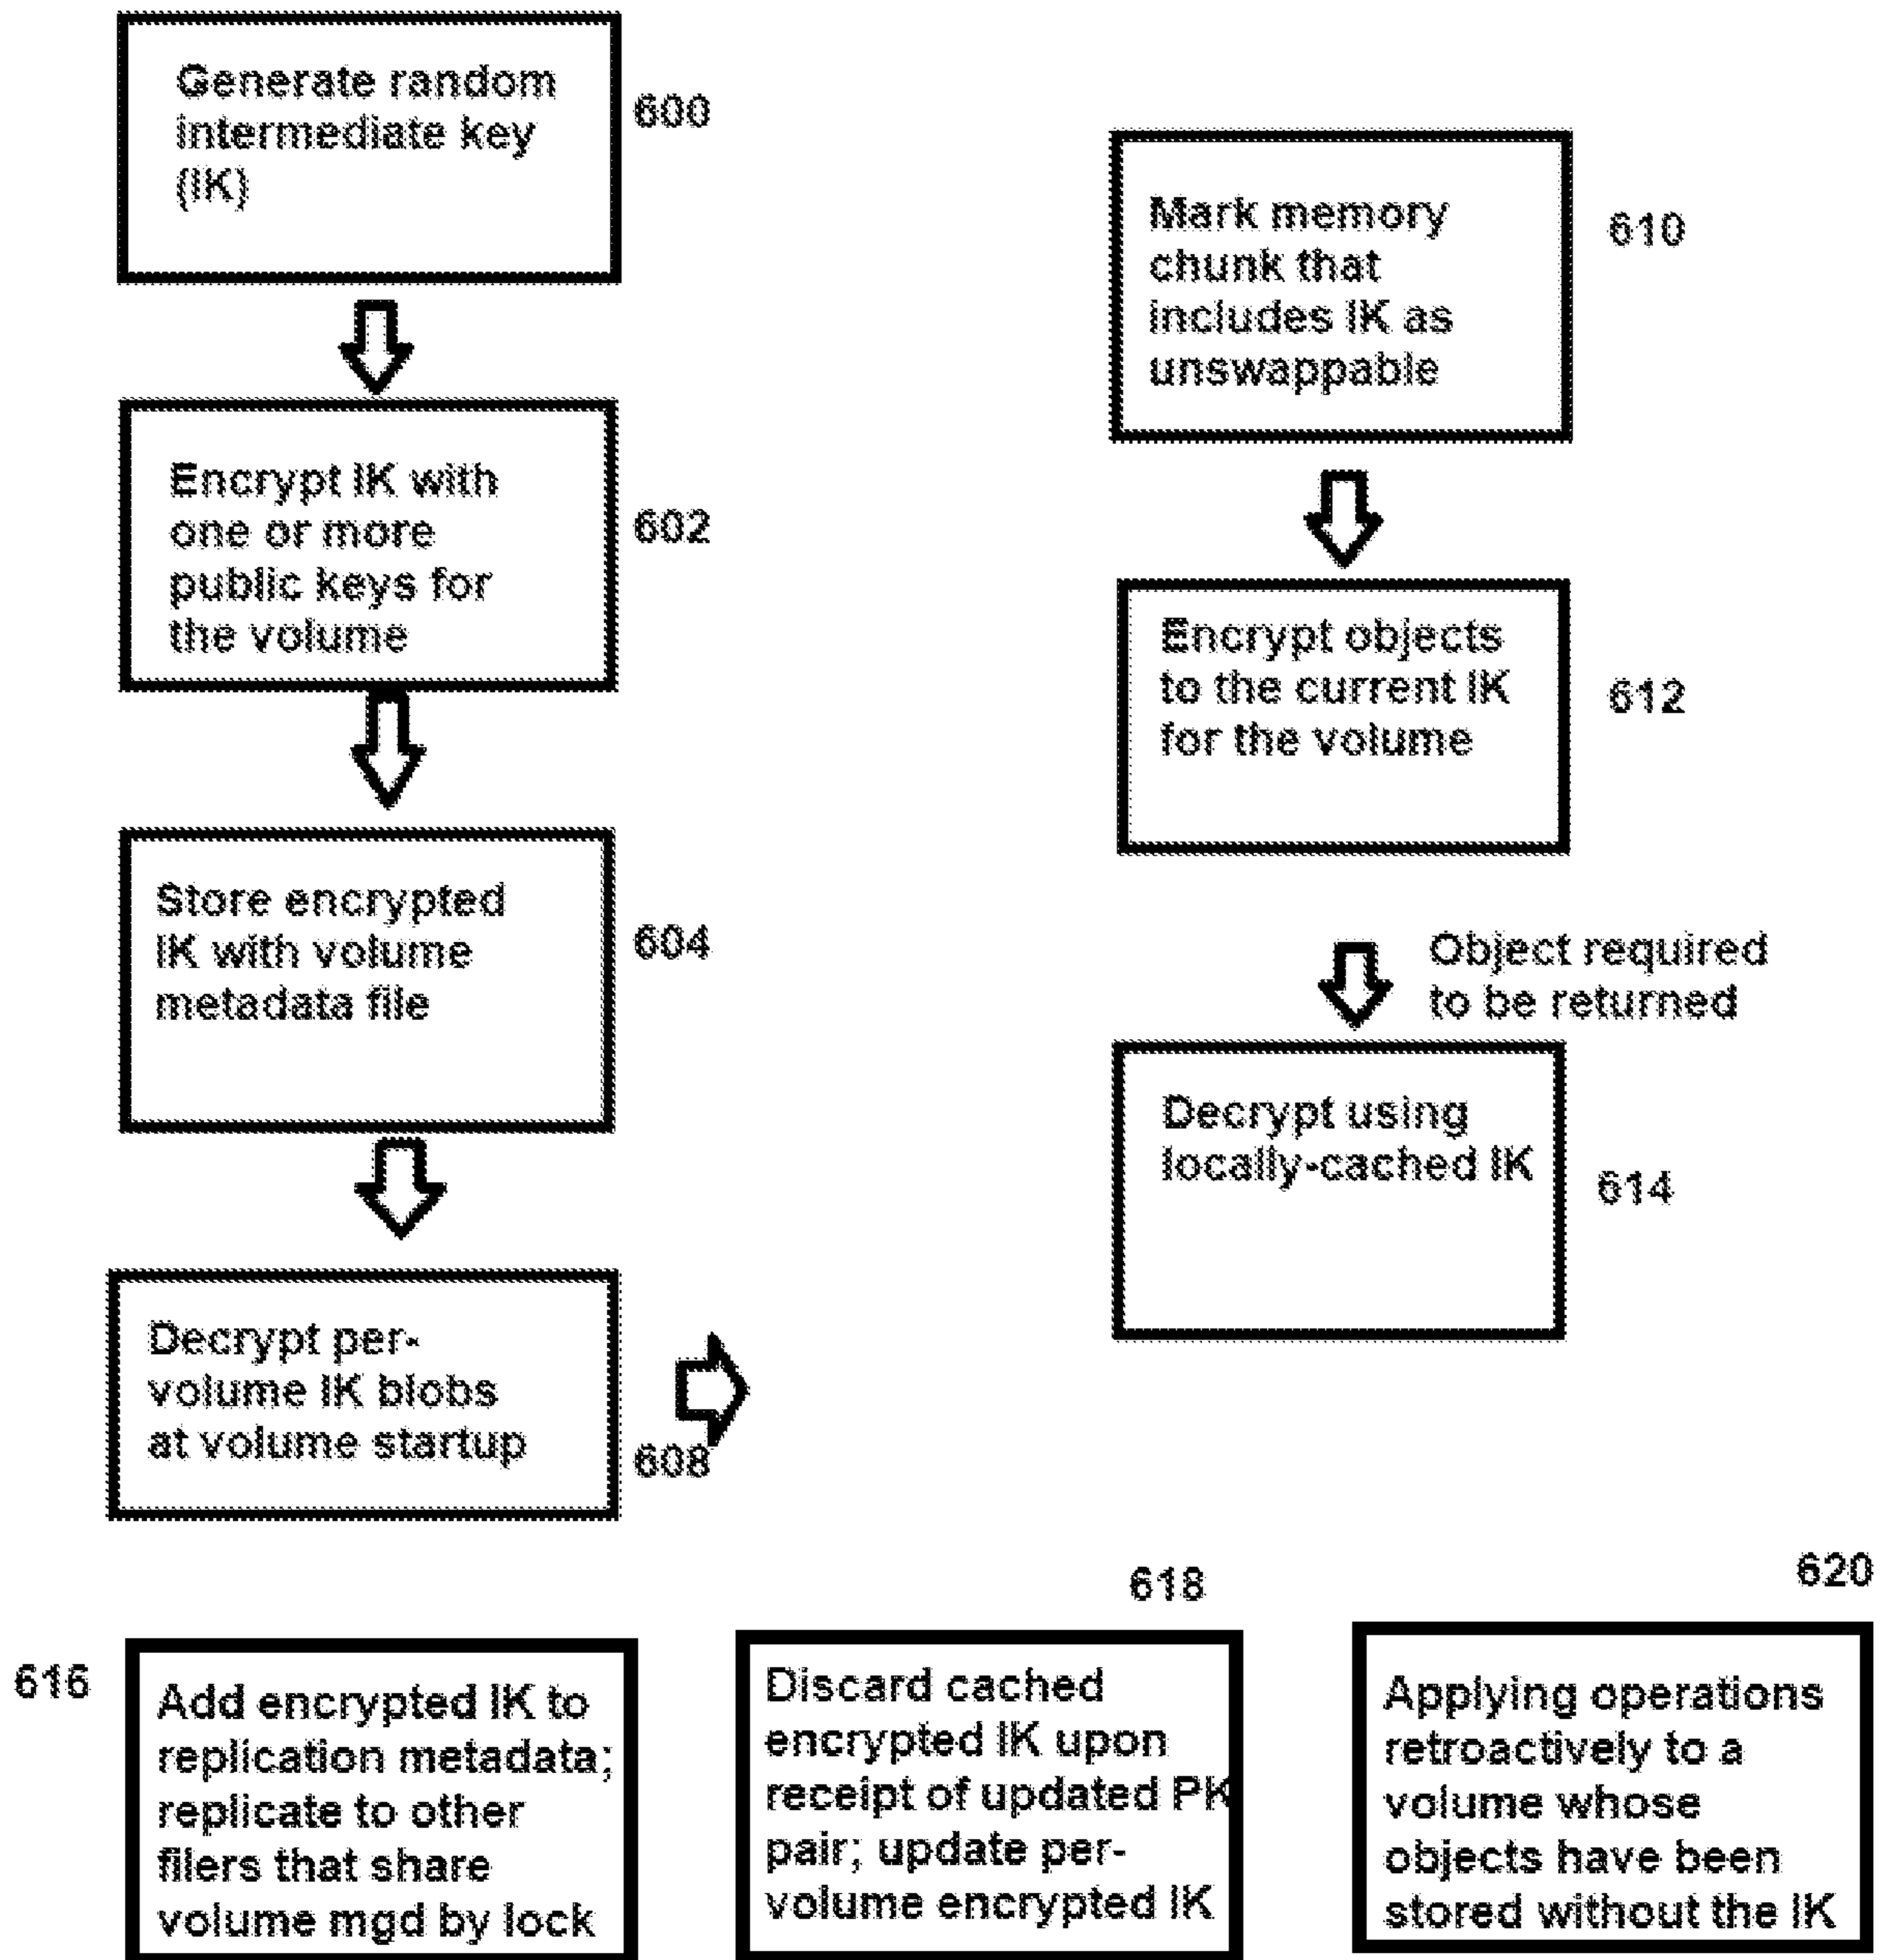 Generate random
intermediate key
(IK)
600
Encrypt IK with
one or more
public keys for
the volume
602
Store encrypted
IK with volume
metadata file
604
Decrypt per-
volume IK blobs
at volume startup
608
Mark memory
chunk that
includes IK as
unswappable
610
Encrypt objects
to the current IK
for the volume
612
Object required
to be returned
Decrypt using
locally-cached IK
614
616
Add encrypted IK to
replication metadata;
replicate to other
filers that share
volume mgd by lock
618
Discard cached
encrypted IK upon
receipt of updated PK
pair; update per-
volume encrypted IK
620
Applying operations
retroactively to a
volume whose
objects have been
stored without the IK